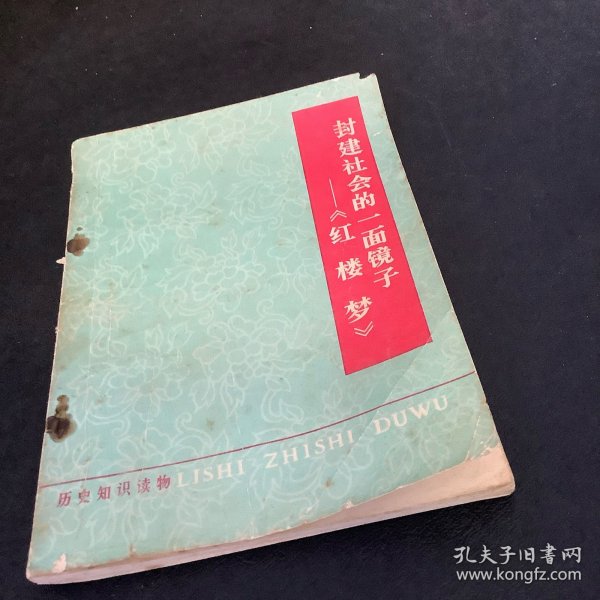 封建社会的一面镜子
——《红楼梦》
历史知识读物 LISHI ZHISHI DUWU
孔夫子旧书网
www.kongfz.com